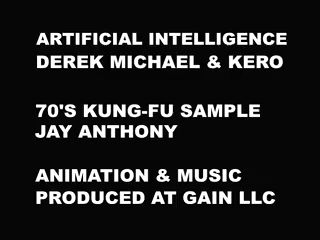 ARTIFICIAL INTELLIGENCE
DEREK MICHAEL & KERO
70'S KUNG-FU SAMPLE
JAY ANTHONY
ANIMATION & MUSIC
PRODUCED AT GAIN LLC